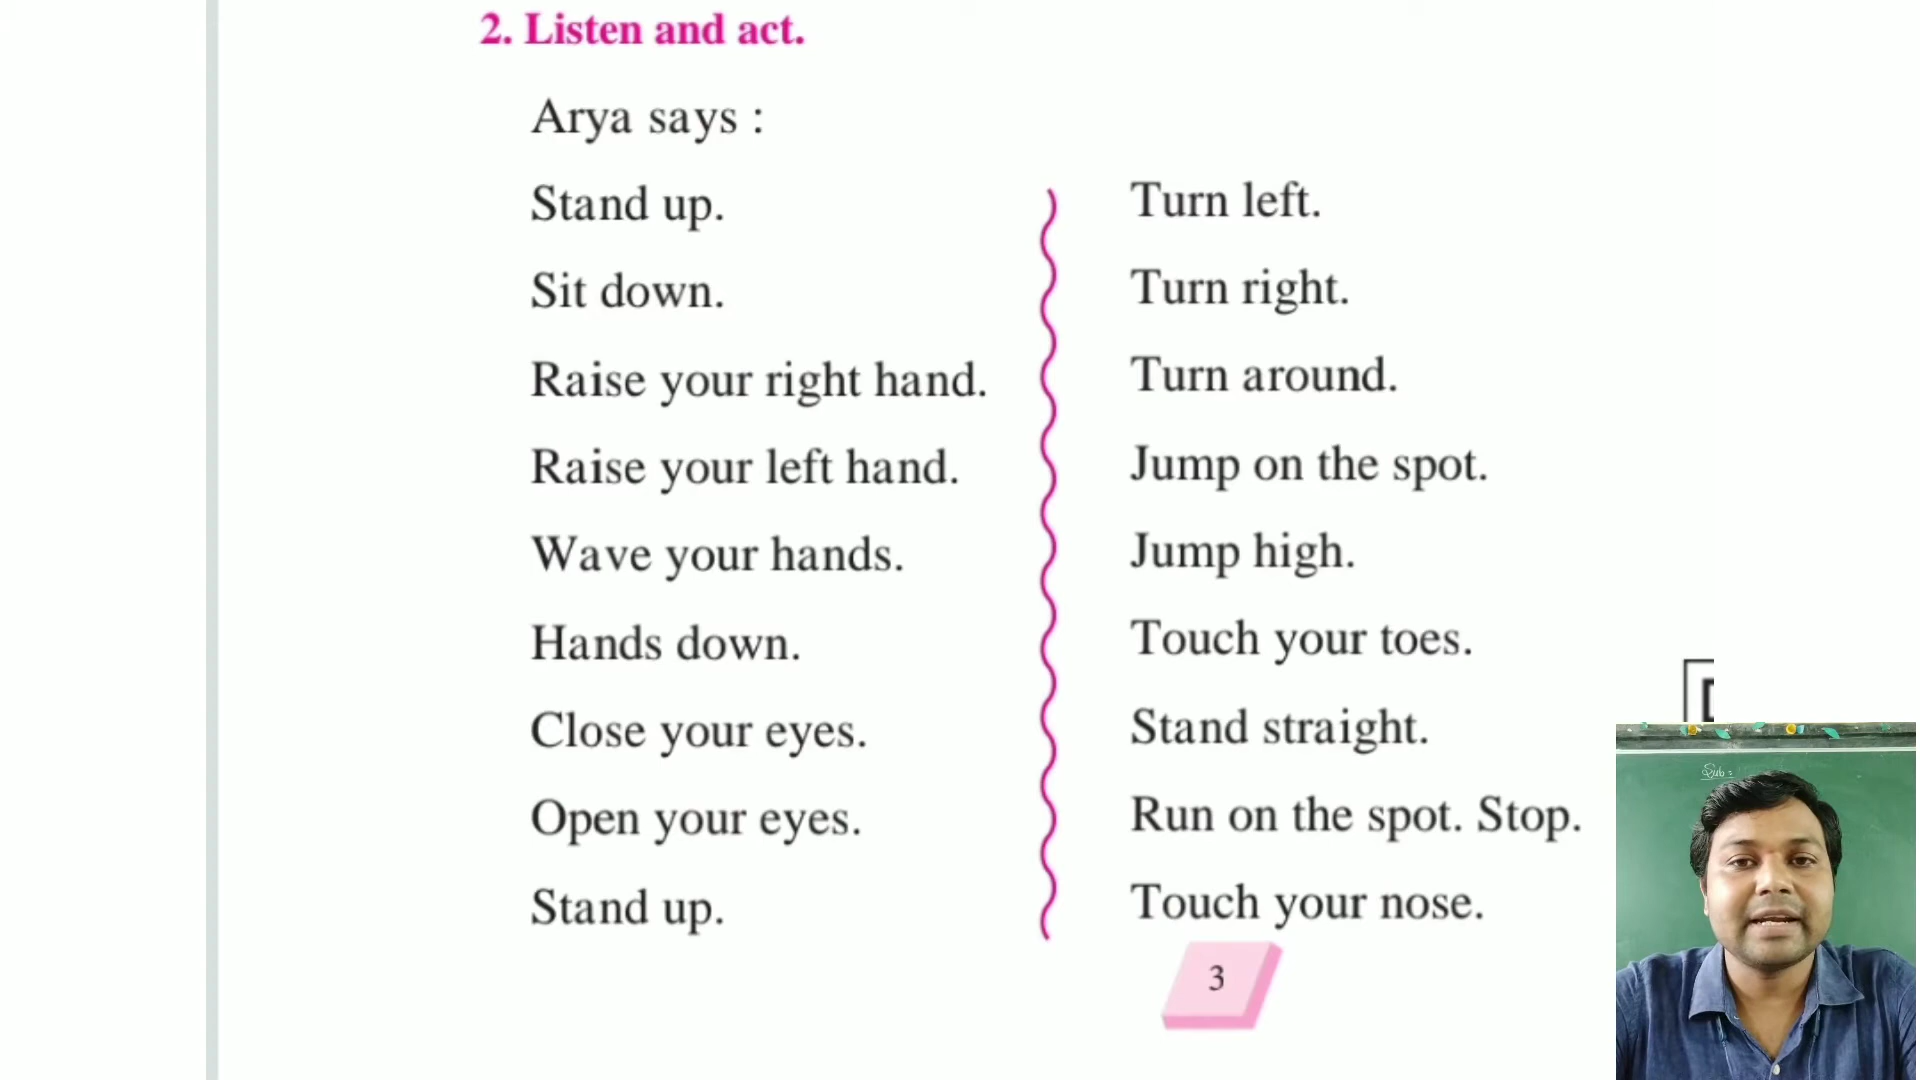 2. Listen and act.
Arya says :
Stand up.
Sit down.
Raise your right hand.
Raise your left hand.
Wave your hands.
Hands down.
Close your eyes.
Open your eyes.
Stand up.
Turn left.
Turn right.
Turn around.
Jump on the spot.
Jump high.
Touch your toes.
Stand straight.
Run on the spot. Stop.
Touch your nose.
3
Sub :